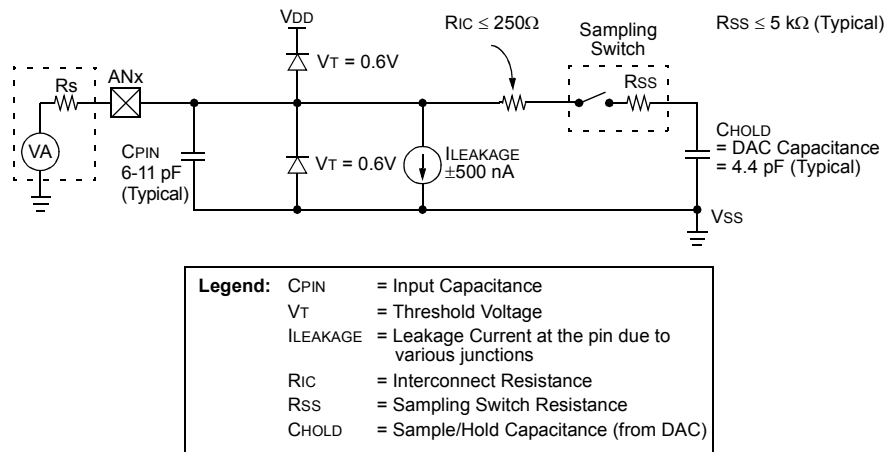 RIC ≤ 250Ω
RSS ≤ 5 kΩ (Typical)
VDD
Sampling
Switch
VT = 0.6V
RSS
Rs
ANx
VA
CPIN
6-11 pF
(Typical)
VT = 0.6V
ILEAKAGE
±500 nA
CHOLD
= DAC Capacitance
= 4.4 pF (Typical)
VSS
Legend: CPIN = Input Capacitance
VT = Threshold Voltage
ILEAKAGE = Leakage Current at the pin due to
various junctions
RIC = Interconnect Resistance
RSS = Sampling Switch Resistance
CHOLD = Sample/Hold Capacitance (from DAC)